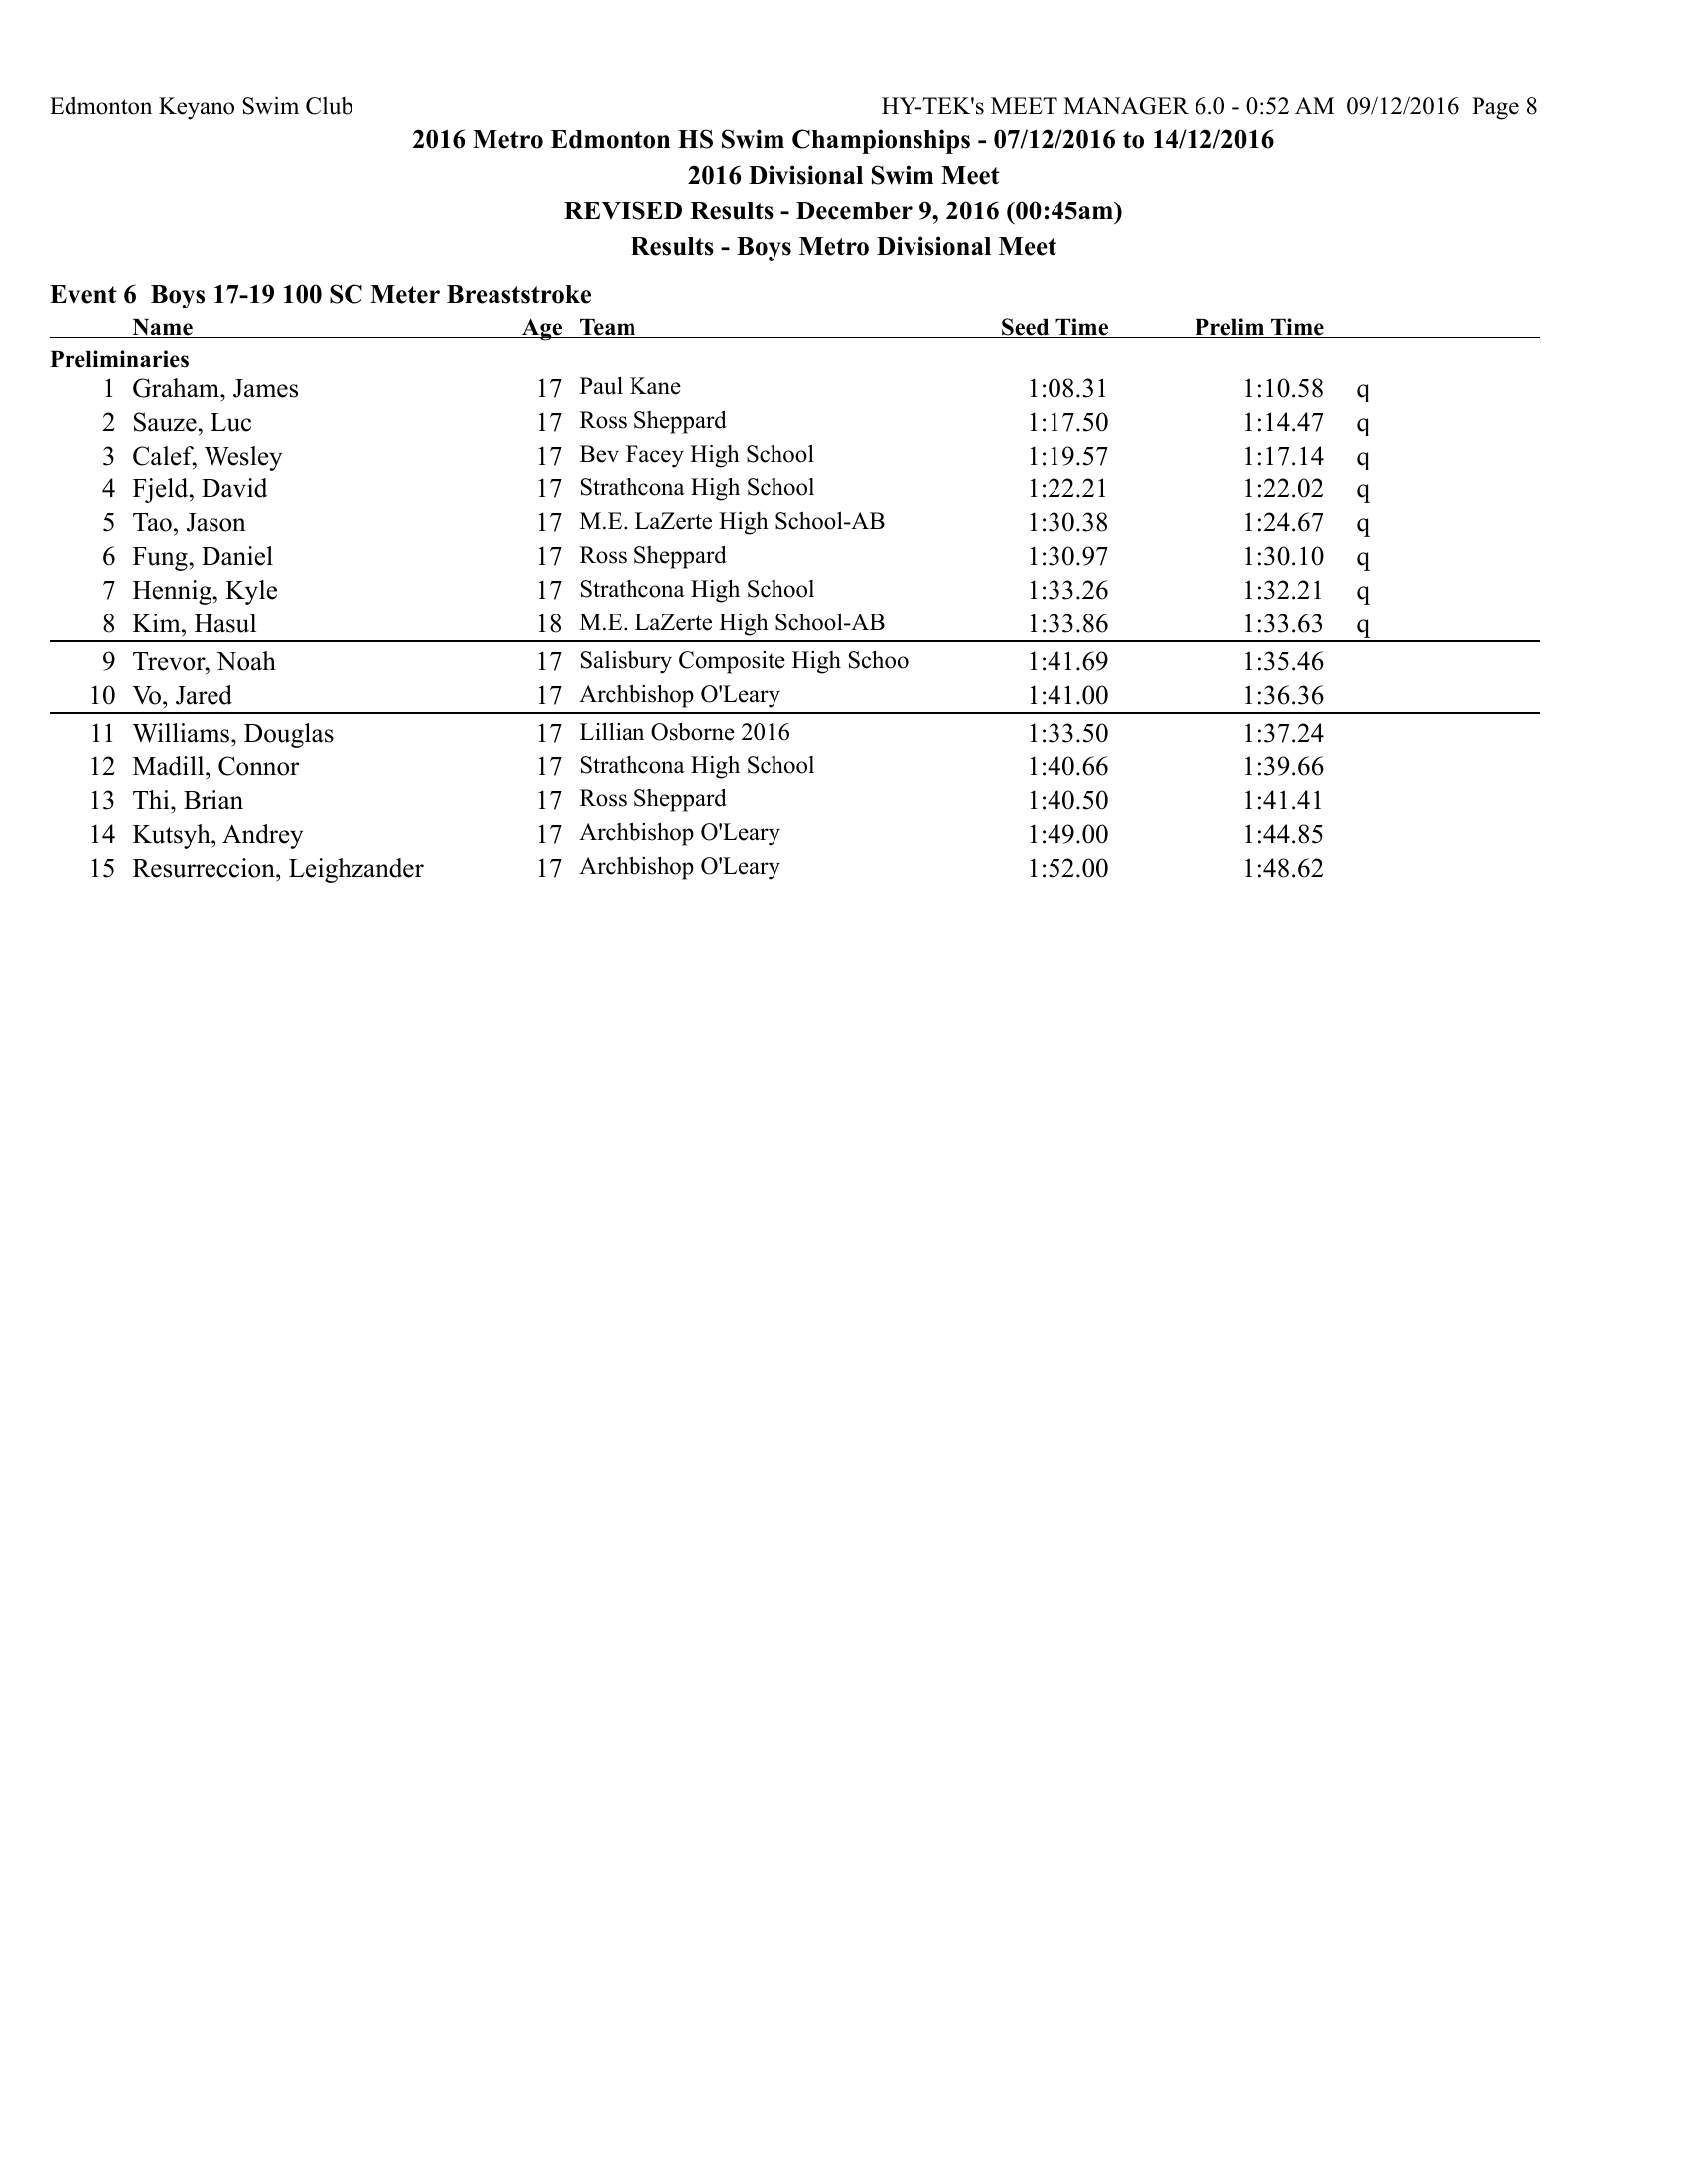 Edmonton Keyano Swim Club HY-TEK's MEET MANAGER 6.0 - 0:52 AM 09/12/2016 Page 8
2016 Metro Edmonton HS Swim Championships - 07/12/2016 to 14/12/2016
2016 Divisional Swim Meet
REVISED Results - December 9, 2016 (00:45am)
Results - Boys Metro Divisional Meet
Event 6 Boys 17-19 100 SC Meter Breaststroke
Name Age Team Seed Time Prelim Time
Preliminaries
1 Graham, James 17 Paul Kane 1:08.31 1:10.58 q
2 Sauze, Luc 17 Ross Sheppard 1:17.50 1:14.47 q
3 Calef, Wesley 17 Bev Facey High School 1:19.57 1:17.14 q
4 Fjeld, David 17 Strathcona High School 1:22.21 1:22.02 q
5 Tao, Jason 17 M.E. LaZerte High School-AB 1:30.38 1:24.67 q
6 Fung, Daniel 17 Ross Sheppard 1:30.97 1:30.10 q
7 Hennig, Kyle 17 Strathcona High School 1:33.26 1:32.21 q
8 Kim, Hasul 18 M.E. LaZerte High School-AB 1:33.86 1:33.63 q
9 Trevor, Noah 17 Salisbury Composite High Schoo 1:41.69 1:35.46
10 Vo, Jared 17 Archbishop O'Leary 1:41.00 1:36.36
11 Williams, Douglas 17 Lillian Osborne 2016 1:33.50 1:37.24
12 Madill, Connor 17 Strathcona High School 1:40.66 1:39.66
13 Thi, Brian 17 Ross Sheppard 1:40.50 1:41.41
14 Kutsyh, Andrey 17 Archbishop O'Leary 1:49.00 1:44.85
15 Resurreccion, Leighzander 17 Archbishop O'Leary 1:52.00 1:48.62